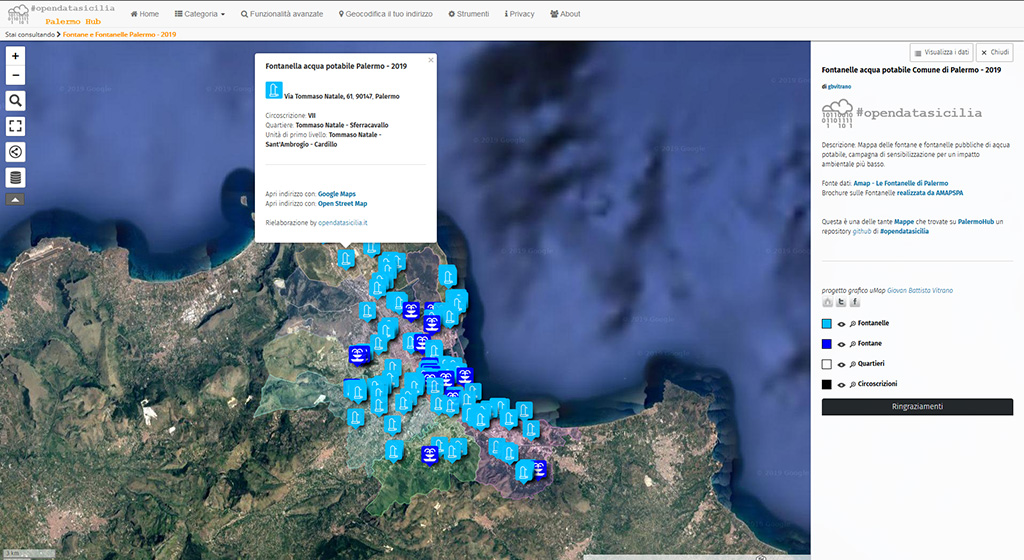 #opendatasicilia
Palermo Hub
Home
Categoria
Funzionalità avanzate
Geocodifica il tuo indirizzo
Strumenti
Privacy
About
Stai consultando
Fontane e Fontanelle Palermo - 2019
+
−
Fontanella acqua potabile Palermo - 2019
×
Via Tommaso Natale, 61, 90147, Palermo
Circoscrizione: VII
Quartiere: Tommaso Natale - Sferracavallo
Unità di primo livello: Tommaso Natale -
Sant'Ambrogio - Cardillo
Apri indirizzo con: Google Maps
Apri indirizzo con: Open Street Map
Rielaborazione by opendatasicilia.it
3 km
Visualizza i dati
Chiudi
Fontanelle acqua potabile Comune di Palermo - 2019
di gbvitrano
#opendatasicilia
Descrizione: Mappa delle fontane e fontanelle pubbliche di aqcua
potabile, campagna di sensibilizzazione per un impatto
ambientale più basso.
Fonte dati: Amap - Le Fontanelle di Palermo
Brochure sulle Fontanelle realizzata da AMAPSPA
Questa è una delle tante Mappe che trovate su PalermoHub un
repository github di #opendatasicilia
progetto grafico uMap Giovan Battista Vitrano
Fontanelle
Fontane
Quartieri
Circoscrizioni
Ringraziamenti